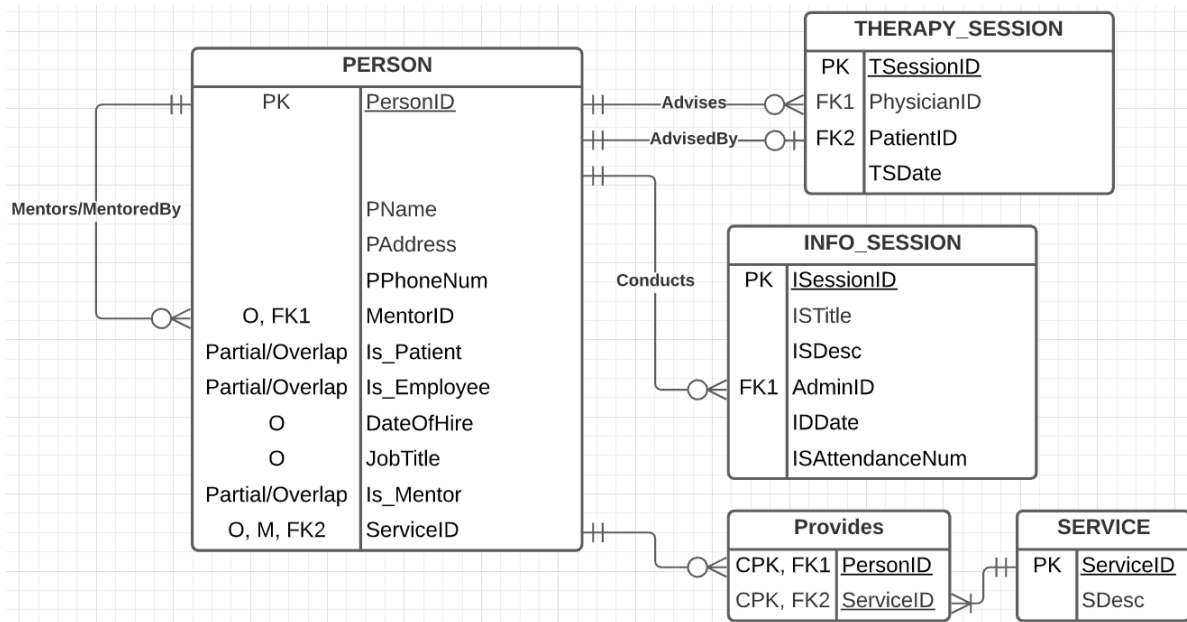 PERSON
PK PersonID
PName
PAddress
PPhoneNum
O, FK1 MentorID
Partial/Overlap Is_Patient
Partial/Overlap Is_Employee
O DateOfHire
O JobTitle
Partial/Overlap Is_Mentor
O, M, FK2 ServiceID
Mentors/MentoredBy
Advises
AdvisedBy
Conducts
THERAPY_SESSION
PK TSessionID
FK1 PhysicianID
FK2 PatientID
TSDate
INFO_SESSION
PK ISessionID
ISTitle
ISDesc
FK1 AdminID
IDDate
ISAttendanceNum
Provides
CPK, FK1 PersonID
CPK, FK2 ServiceID
SERVICE
PK ServiceID
SDesc